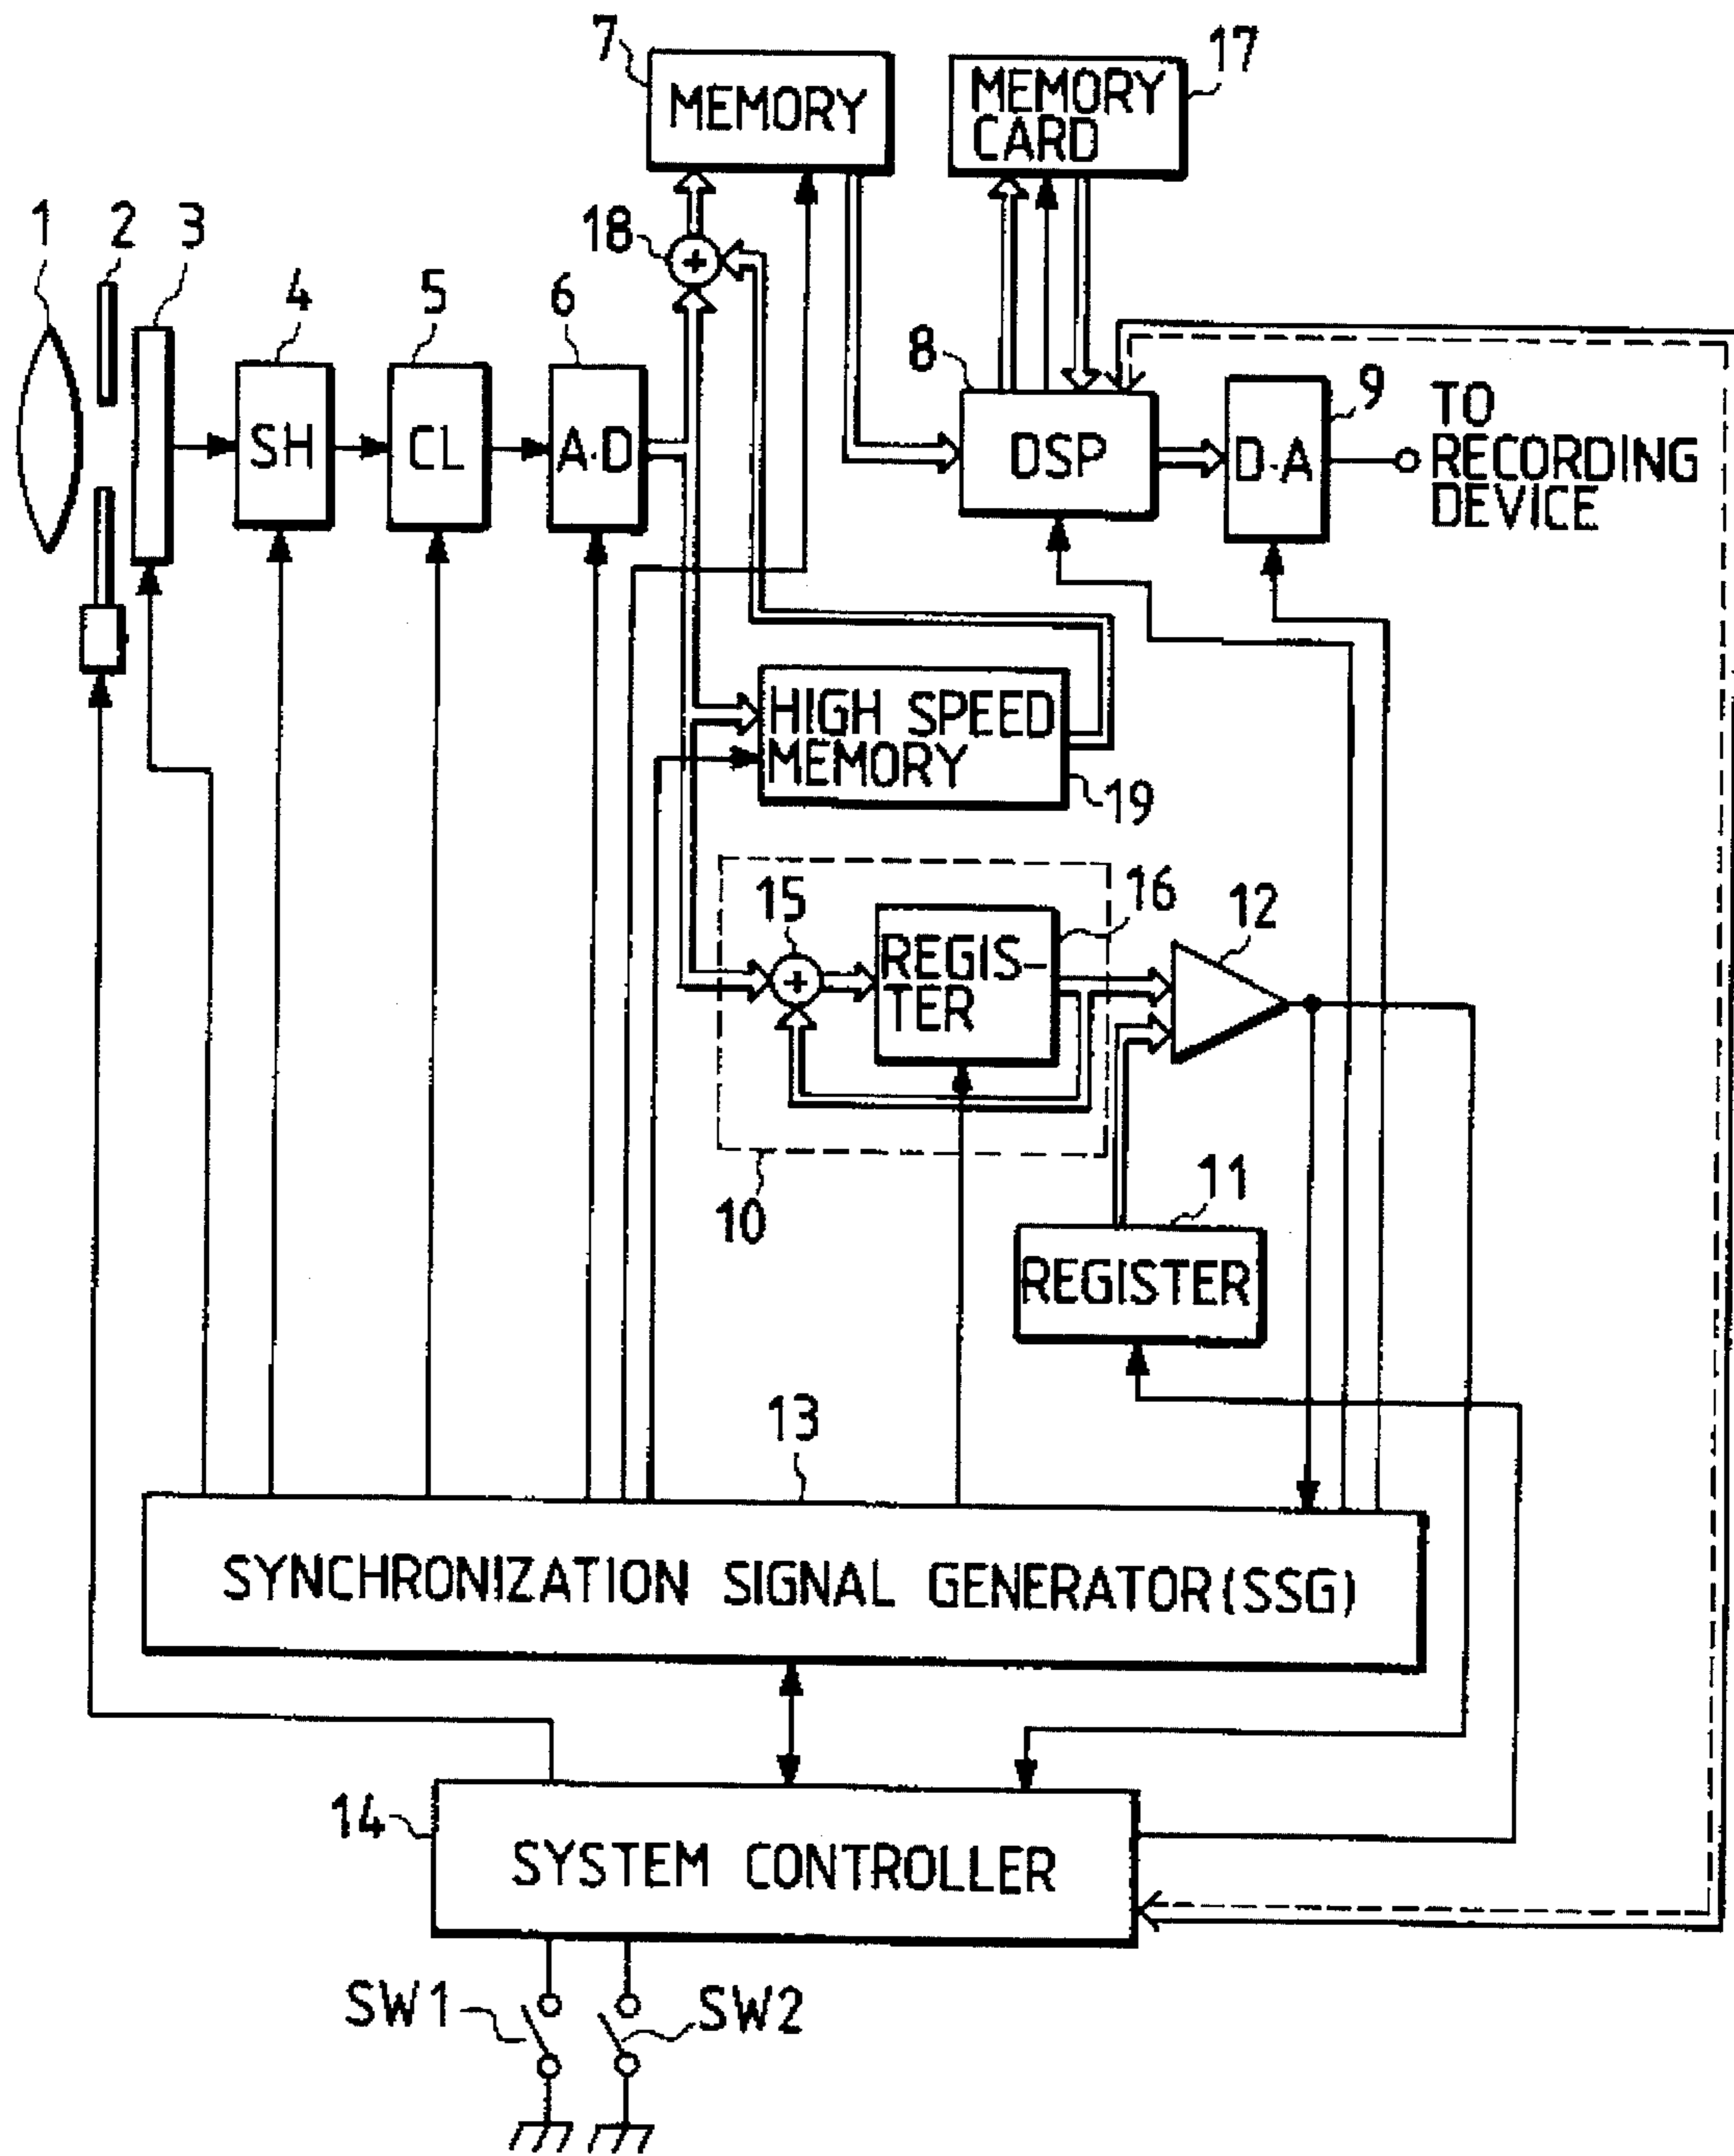 7
MEMORY
17
MEMORY
CARD
18
1
2
3
4
SH
5
CL
6
A·D
8
DSP
9
D-A
TO
RECORDING
DEVICE
HIGH SPEED
MEMORY
19
15
16
REGIS-
TER
12
10
11
REGISTER
13
SYNCHRONIZATION SIGNAL GENERATOR(SSG)
14
SYSTEM CONTROLLER
SW1
SW2